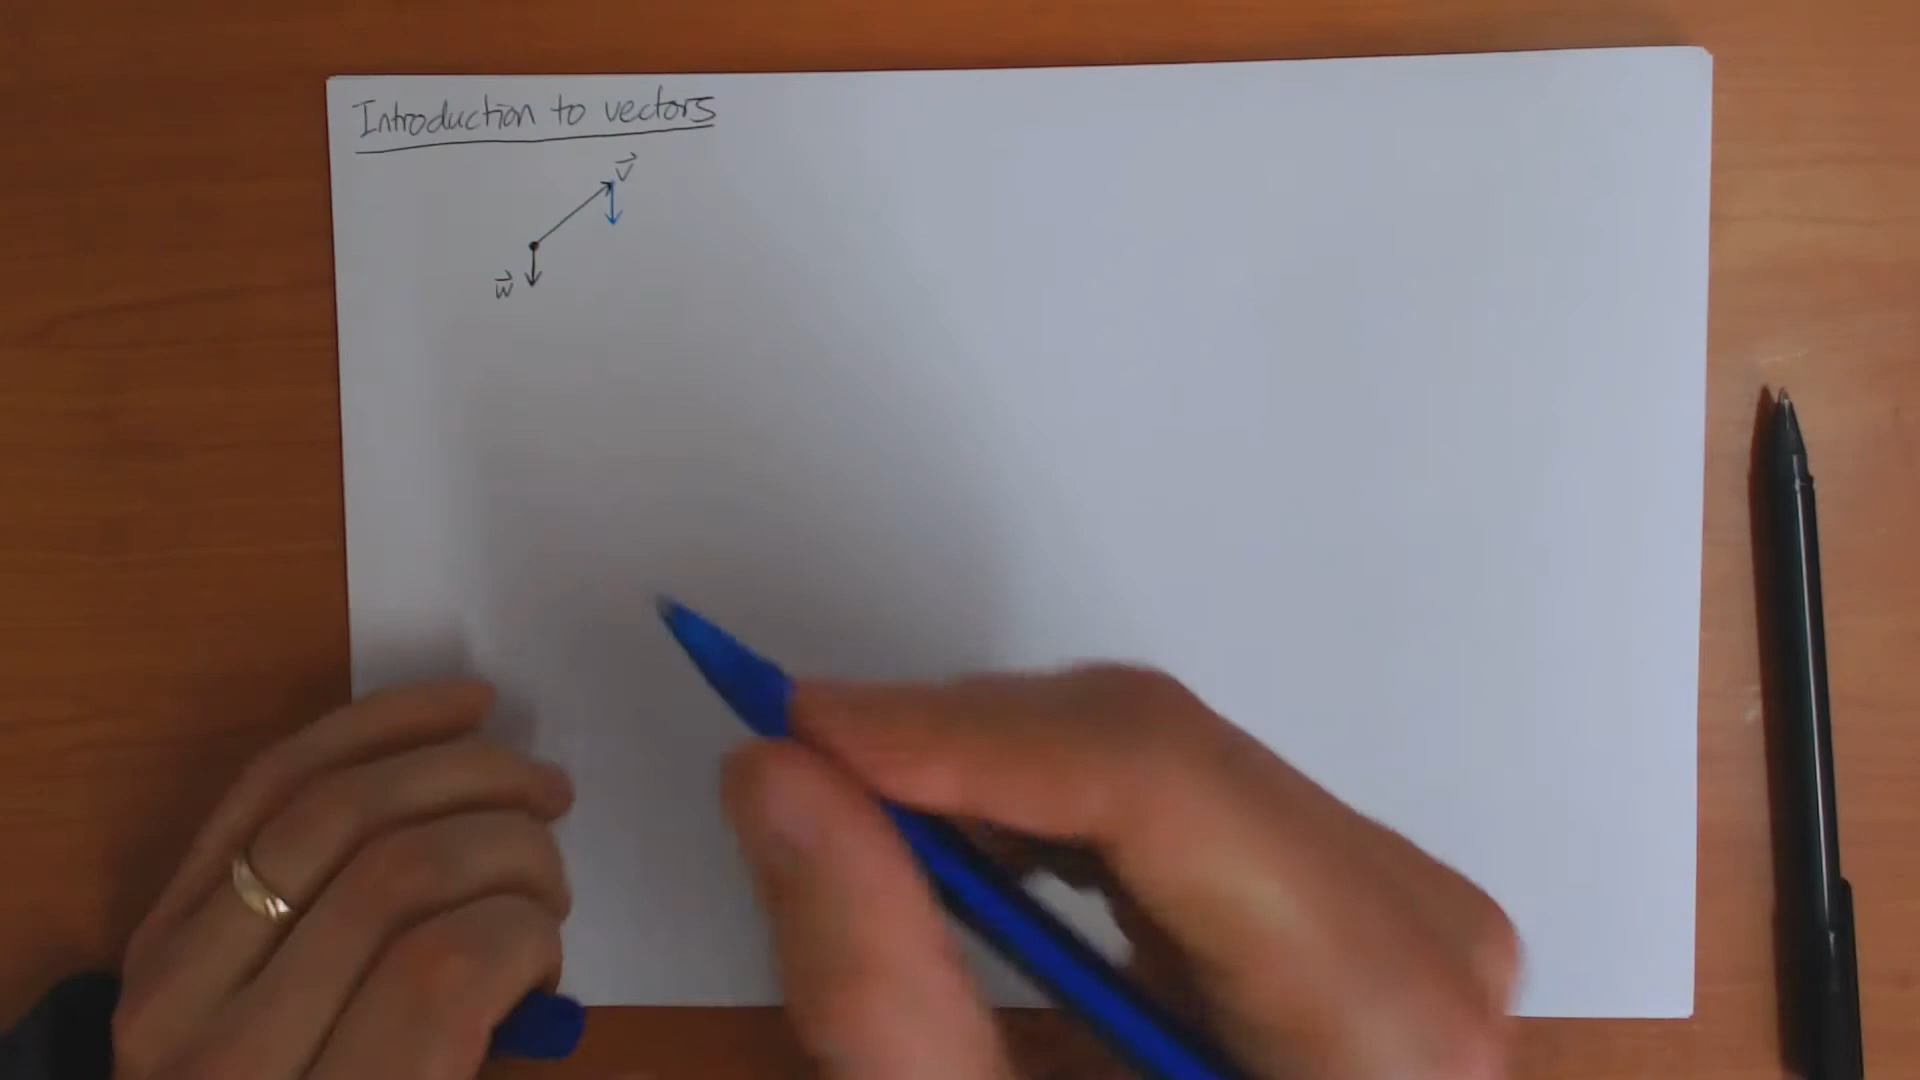 Introduction to vectors
v⃗
w⃗